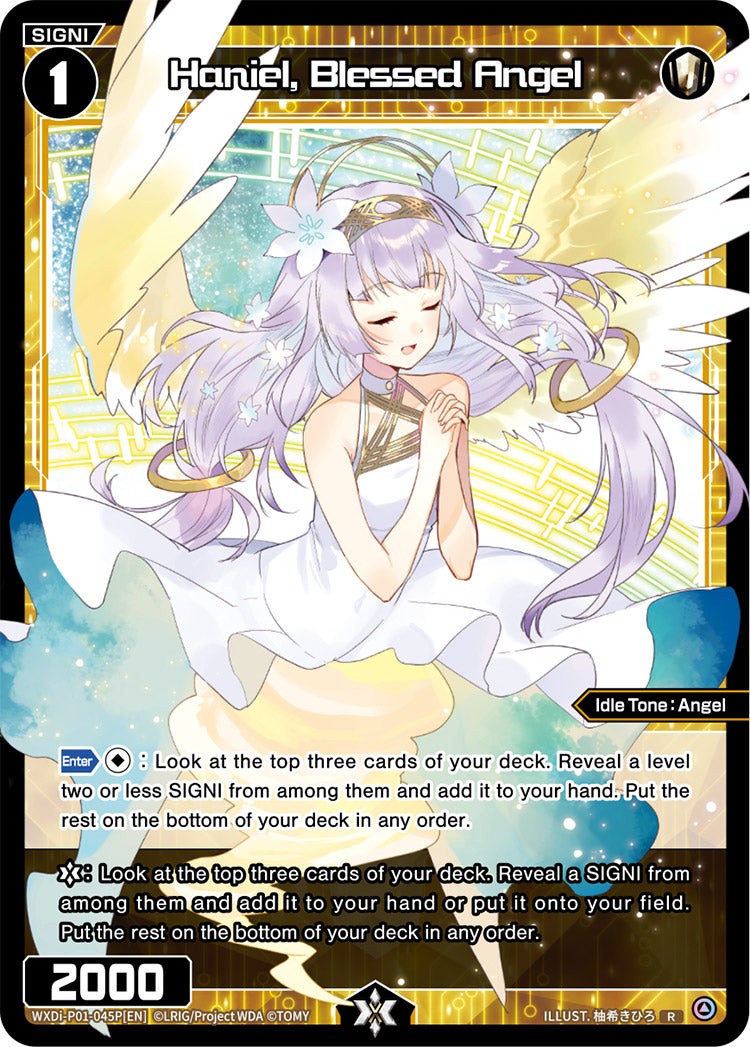 SIGNI
1
Haniel, Blessed Angel
Idle Tone:Angel
Enter : Look at the top three cards of your deck. Reveal a level
two or less SIGNI from among them and add it to your hand. Put the
rest on the bottom of your deck in any order.
: Look at the top three cards of your deck. Reveal a SIGNI from
among them and add it to your hand or put it onto your field.
Put the rest on the bottom of your deck in any order.
2000
WXDi-P01-045P[EN] ©LRIG/Project WDA ©TOMY
ILLUST. 柚希きひろ R